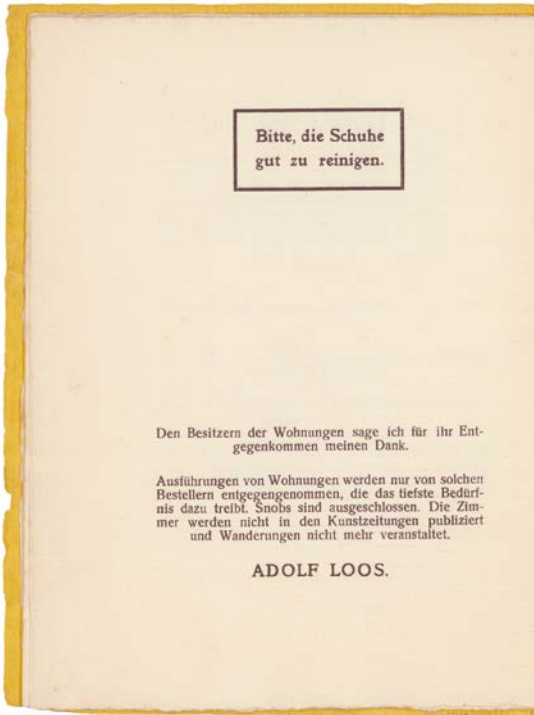 Bitte, die Schuhe
gut zu reinigen.
Den Besitzern der Wohnungen sage ich für ihr Ent-
gegenkommen meinen Dank.
Ausführungen von Wohnungen werden nur von solchen
Bestellern entgegengenommen, die das tiefste Bedürf-
nis dazu treibt. Snobs sind ausgeschlossen. Die Zim-
mer werden nicht in den Kunstzeitungen publiziert
und Wanderungen nicht mehr veranstaltet.
ADOLF LOOS.